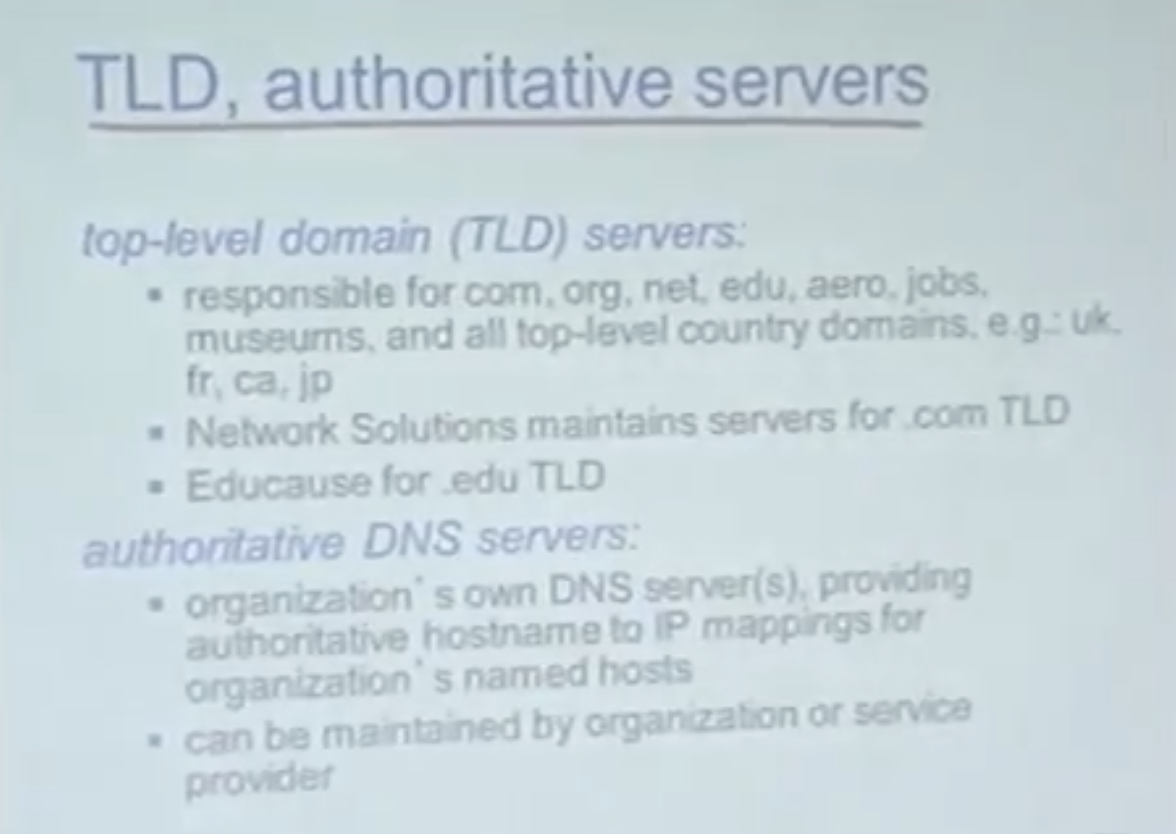 TLD, authoritative servers
top-level domain (TLD) servers:
▪ responsible for com, org, net, edu, aero, jobs,
museums, and all top-level country domains, e.g.: uk,
fr, ca, jp
▪ Network Solutions maintains servers for .com TLD
▪ Educause for .edu TLD
authoritative DNS servers:
▪ organization’s own DNS server(s), providing
authoritative hostname to IP mappings for
organization’s named hosts
▪ can be maintained by organization or service
provider